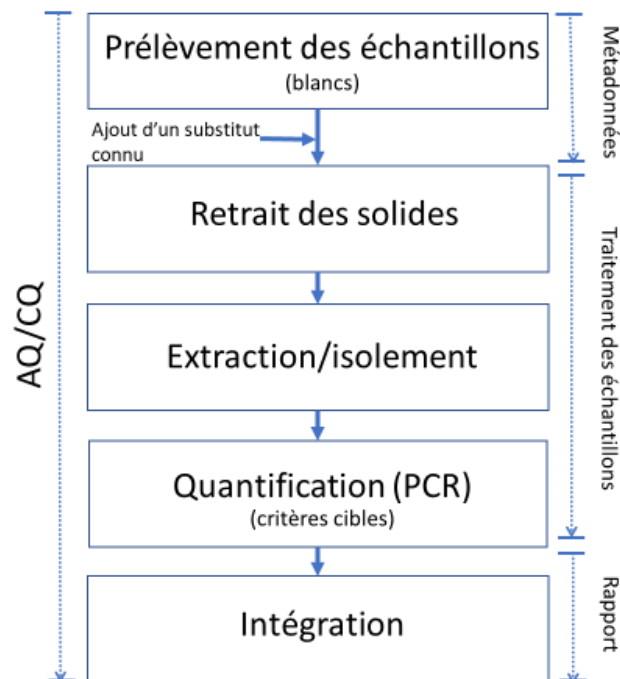 Prélèvement des échantillons
(blancs)
Ajout d'un substitut
connu
Retrait des solides
Extraction/isolement
Quantification (PCR)
(critères cibles)
Intégration
AQ/CQ
Métadonnées
Traitement des échantillons
Rapport